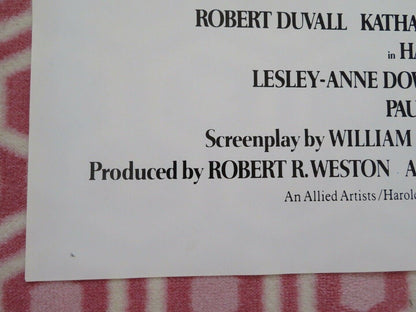 ROBERT DUVALL KATHA
in HA
LESLEY-ANNE DOW
PAU
Screenplay by WILLIAM
Produced by ROBERT R. WESTON A
An Allied Artists/Harold